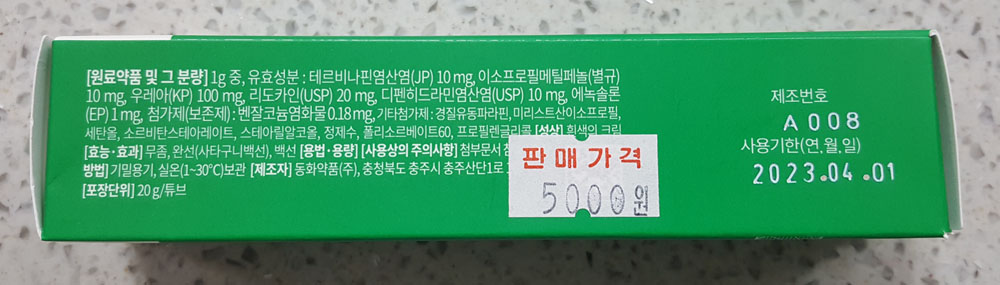 [원료약품 및 그 분량] 1g 중, 유효성분 : 테르비나핀염산염(JP) 10 mg, 이소프로필메틸페놀(별규)
10 mg, 우레아(KP) 100 mg, 리도카인(USP) 20 mg, 디펜히드라민염산염(USP) 10 mg, 에녹솔론
(EP) 1 mg, 첨가제(보존제) : 벤잘코늄염화물 0.18 mg, 기타첨가제 : 경질유동파라핀, 미리스트산이소프로필,
세탄올, 소르비탄스테아레이트, 스테아릴알코올, 정제수, 폴리소르베이트60, 프로필렌글리콜 [성상] 흰색의 크림
[효능·효과] 무좀, 완선(사타구니백선), 백선 [용법·용량] [사용상의 주의사항] 첨부문서
방법] 기밀용기, 실온(1~30℃)보관 [제조자] 동화약품(주), 충청북도 충주시 충주산단1로
[포장단위] 20 g/튜브
판매가격
5000원
제조번호
A008
사용기한(연,월,일)
2023.04.01